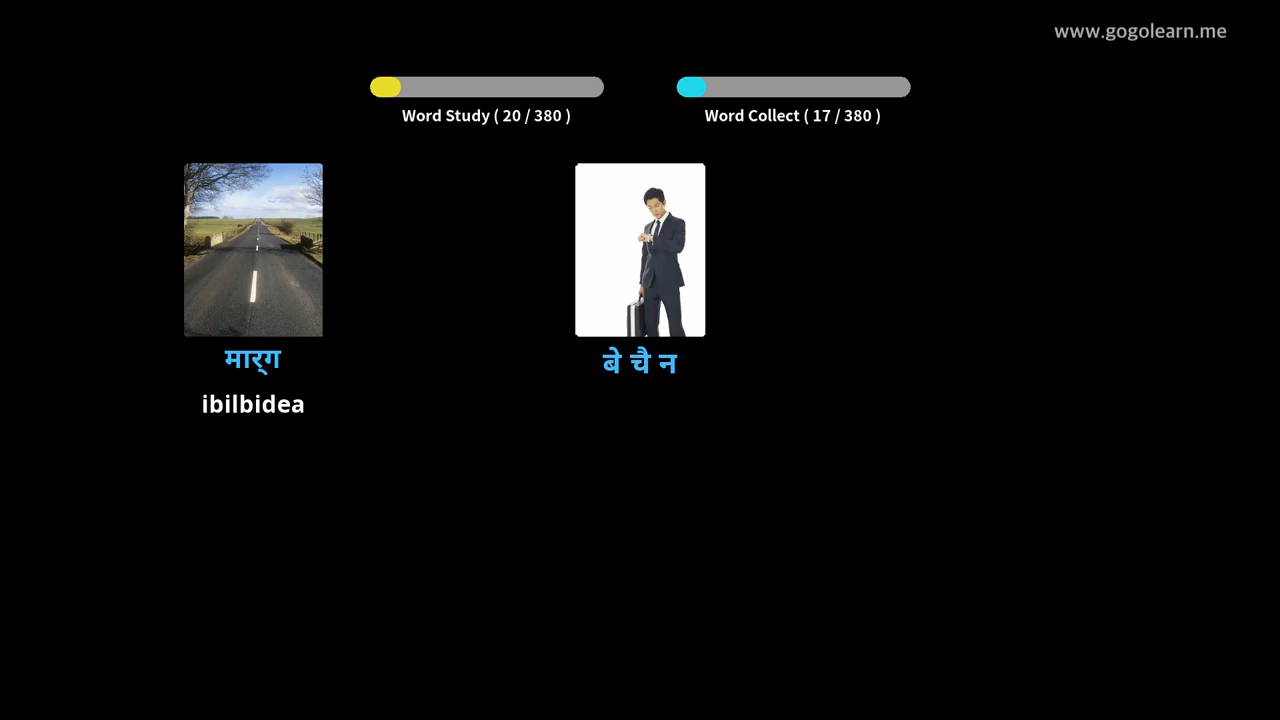 www.gogolearn.me
Word Study ( 20 / 380 )
Word Collect ( 17 / 380 )
मार्‌ग
बे चै न
ibilbidea